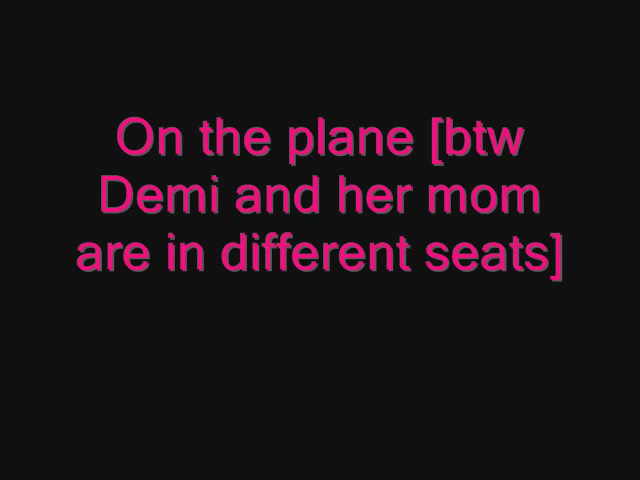 On the plane [btw
Demi and her mom
are in different seats]